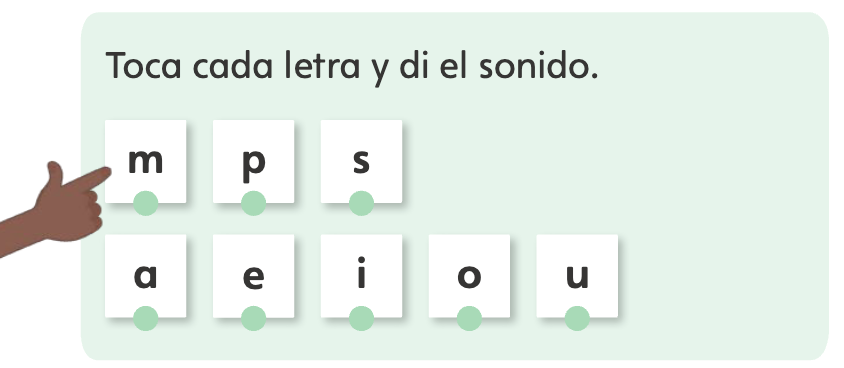 Toca cada letra y di el sonido.
m p s
a e i o u